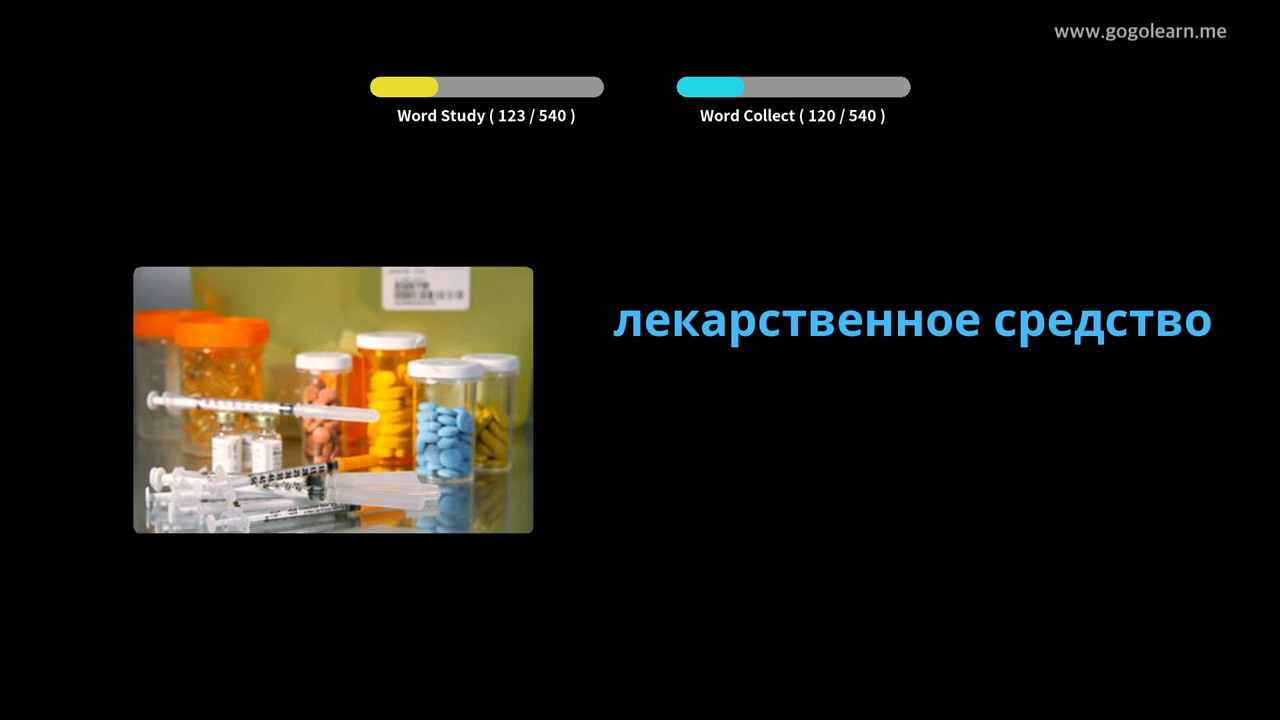 www.gogolearn.me
Word Study ( 123 / 540 )
Word Collect ( 120 / 540 )
лекарственное средство